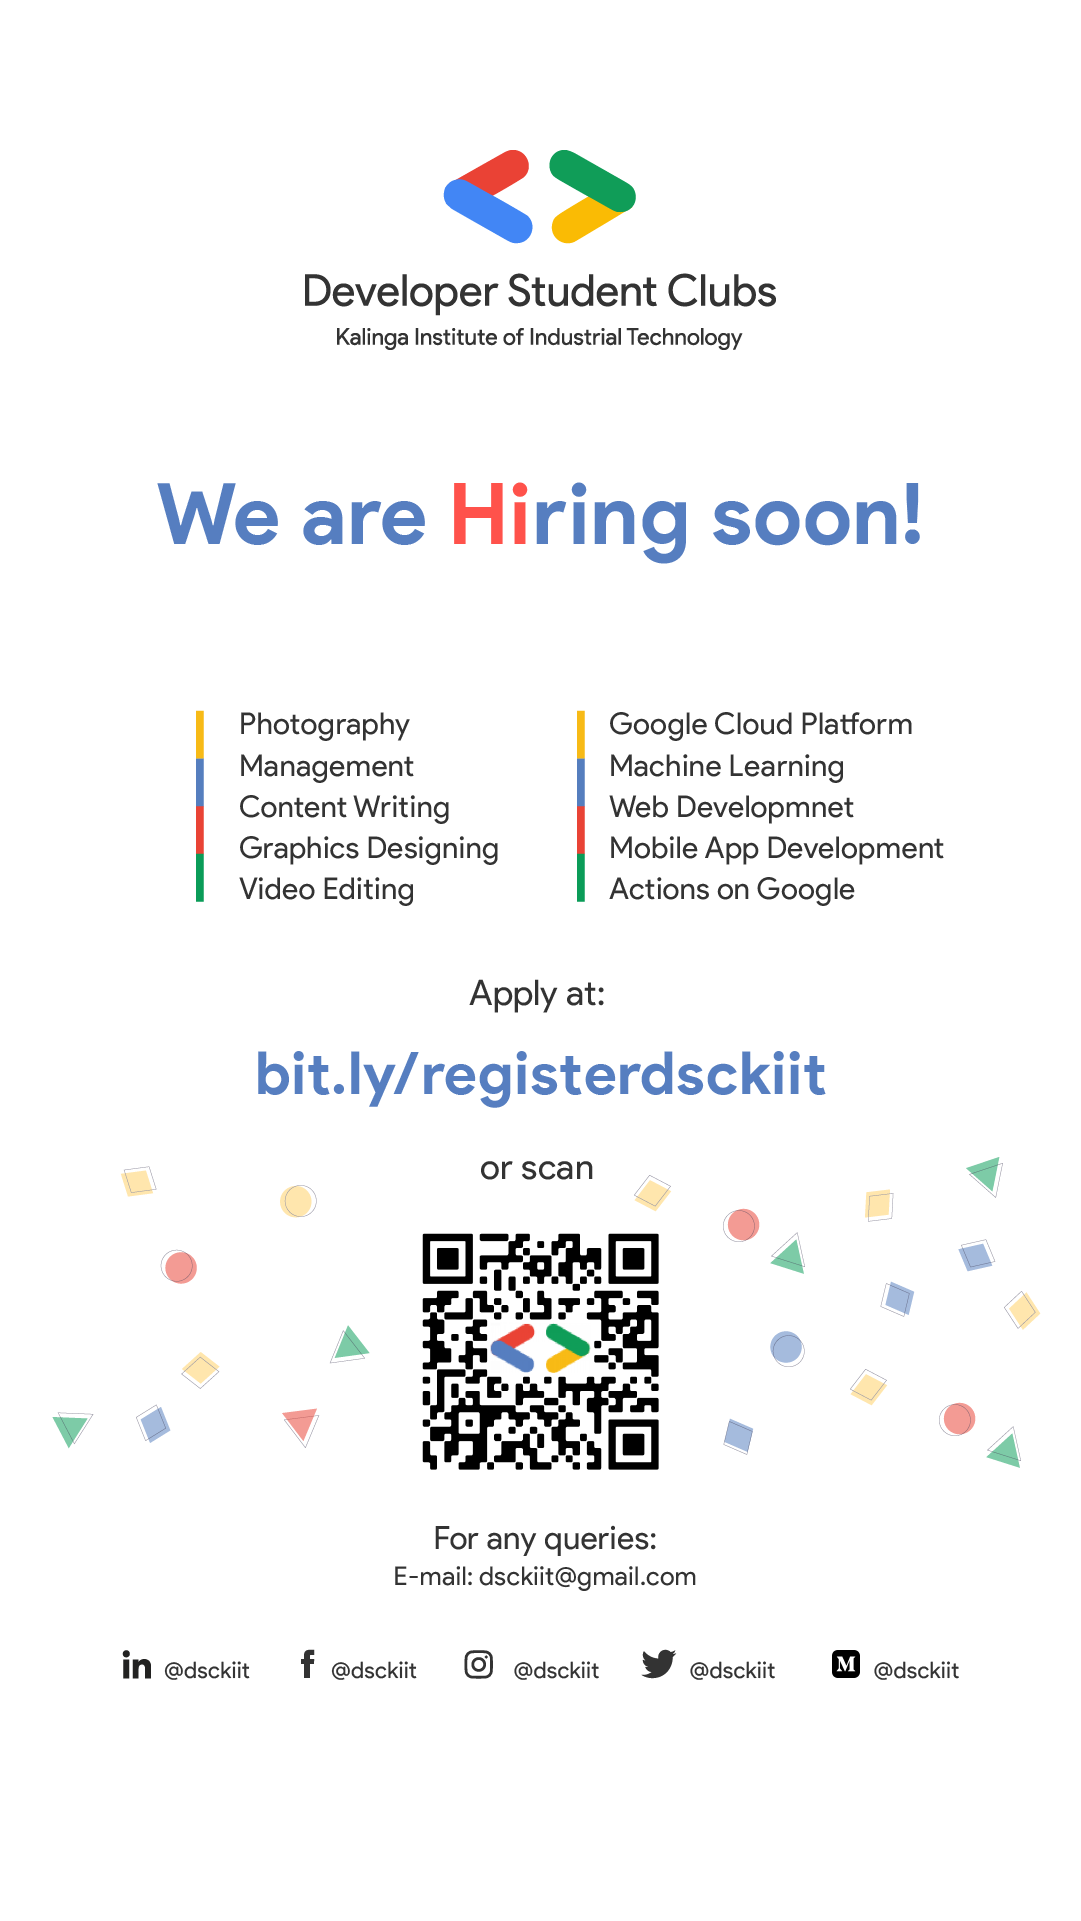 Developer Student Clubs
Kalinga Institute of Industrial Technology
We are Hiring soon!
Photography
Management
Content Writing
Graphics Designing
Video Editing
Google Cloud Platform
Machine Learning
Web Developmnet
Mobile App Development
Actions on Google
Apply at:
bit.ly/registerdsckiit
or scan
For any queries:
E-mail: dsckiit@gmail.com
in @dsckiit f @dsckiit @dsckiit @dsckiit M @dsckiit